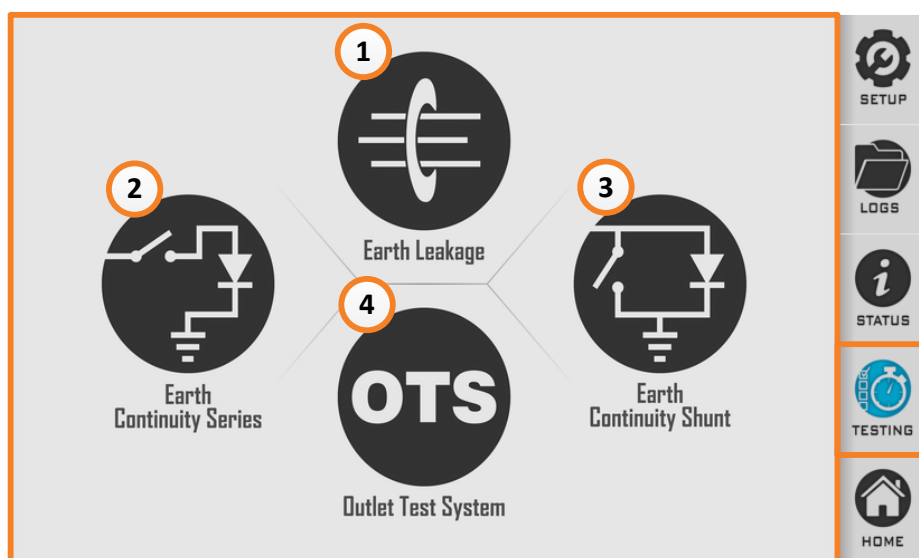 1
Earth Leakage
2
Earth
Continuity Series
3
Earth
Continuity Shunt
4
OTS
Outlet Test System
SETUP
LOGS
i
STATUS
TESTING
HOME